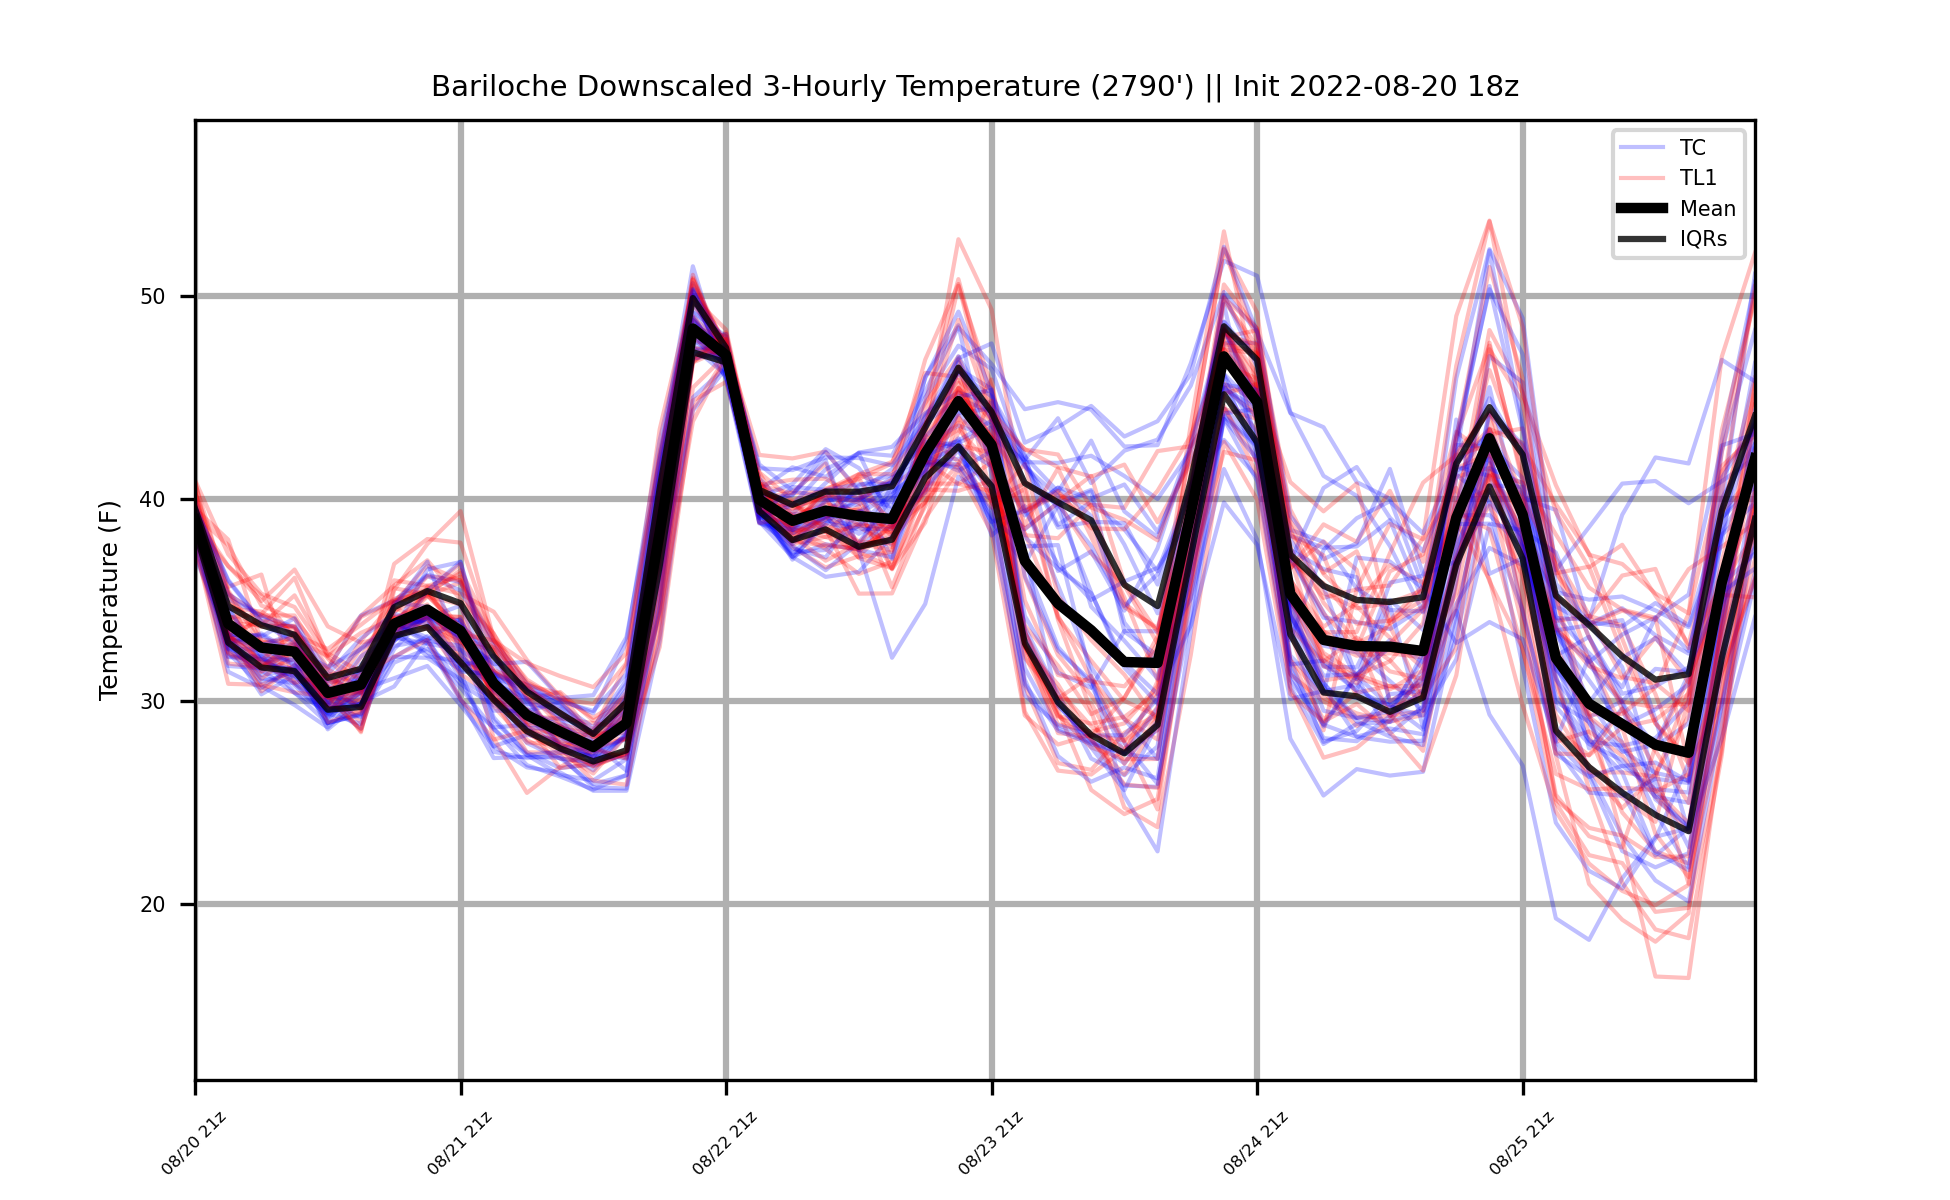 Bariloche Downscaled 3-Hourly Temperature (2790') || Init 2022-08-20 18z
TC
TL1
Mean
IQRs
Temperature (F)
50
40
30
20
08/20 21z
08/21 21z
08/22 21z
08/23 21z
08/24 21z
08/25 21z